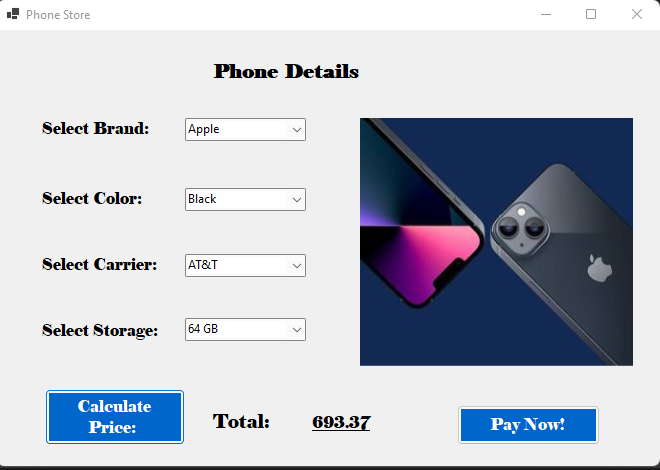 Phone Store
Phone Details
Select Brand:
Apple
Select Color:
Black
Select Carrier:
AT&T
Select Storage:
64 GB
Calculate
Price:
Total:
693.37
Pay Now!